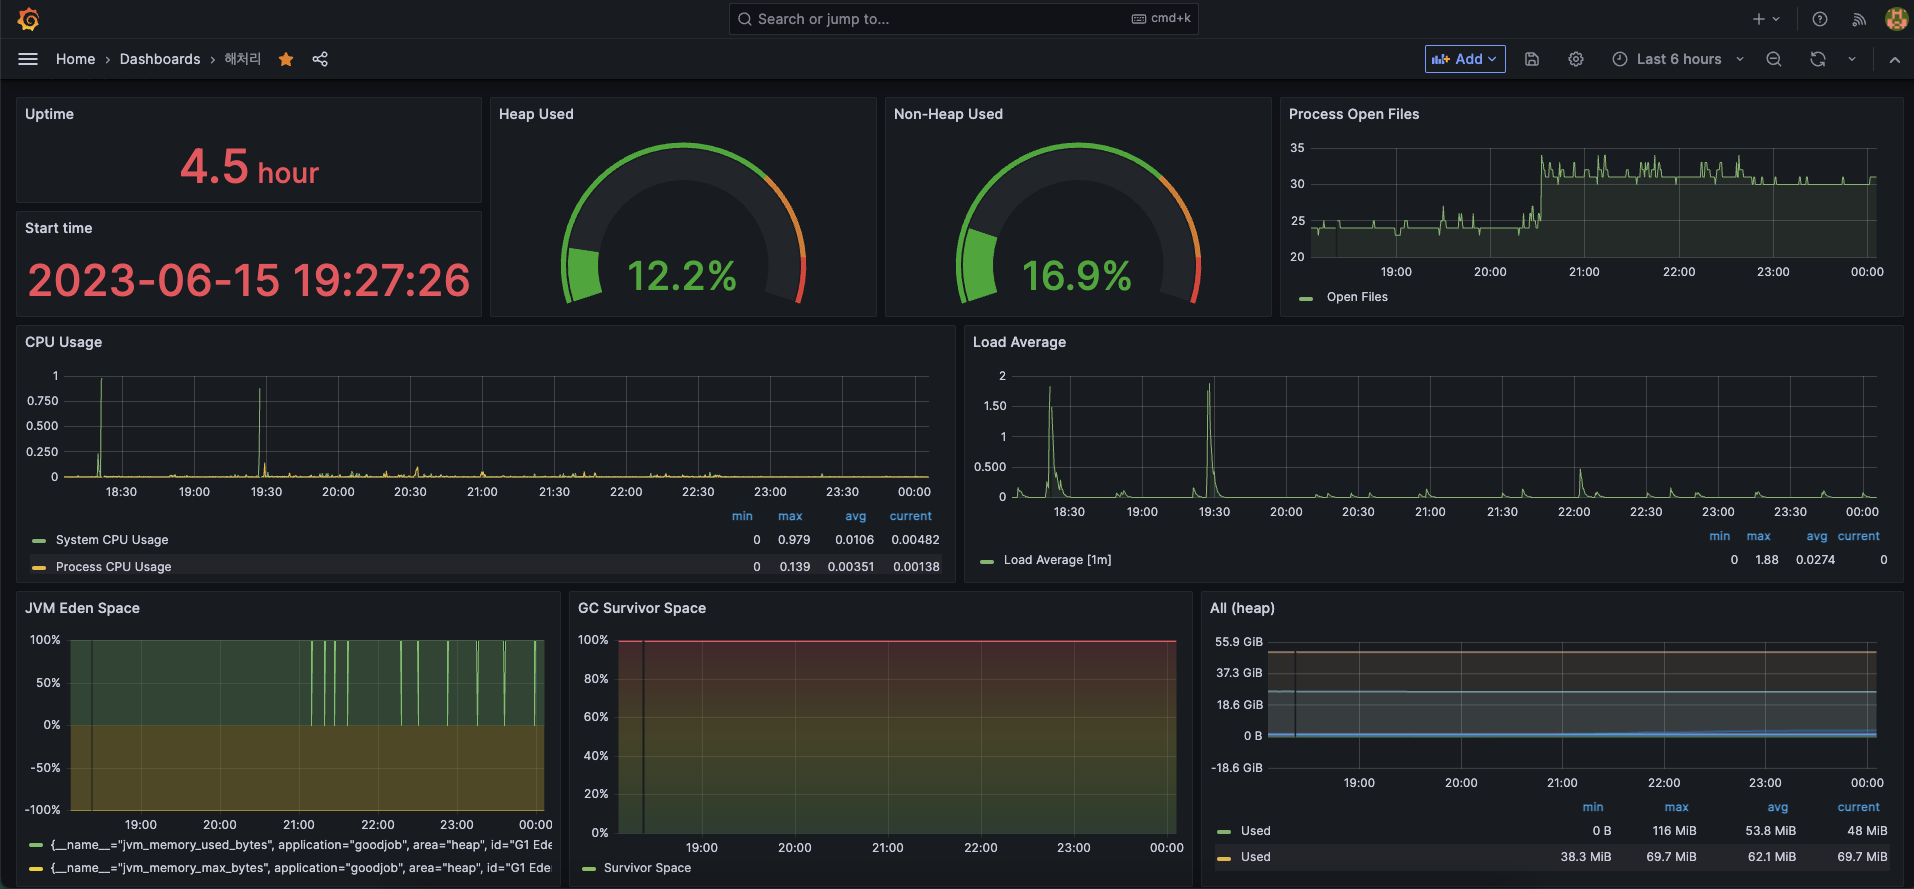 Search or jump to... cmd+k
Home › Dashboards › 해처리 Add Last 6 hours
Uptime
4.5 hour
Start time
2023-06-15 19:27:26
Heap Used
12.2%
Non-Heap Used
16.9%
Process Open Files
35
30
25
20
19:00 20:00 21:00 22:00 23:00 00:00
Open Files
CPU Usage
1
0.750
0.500
0.250
0
18:30 19:00 19:30 20:00 20:30 21:00 21:30 22:00 22:30 23:00 23:30 00:00
min max avg current
System CPU Usage 0 0.979 0.0106 0.00482
Process CPU Usage 0 0.139 0.00351 0.00138
Load Average
2
1.50
1
0.500
0
18:30 19:00 19:30 20:00 20:30 21:00 21:30 22:00 22:30 23:00 23:30 00:00
min max avg current
Load Average [1m] 0 1.88 0.0274 0
JVM Eden Space
100%
50%
0%
-50%
-100%
19:00 20:00 21:00 22:00 23:00 00:00
{__name__="jvm_memory_used_bytes", application="goodjob", area="heap", id="G1 Ede
{__name__="jvm_memory_max_bytes", application="goodjob", area="heap", id="G1 Ede
GC Survivor Space
100%
80%
60%
40%
20%
0%
19:00 20:00 21:00 22:00 23:00 00:00
Survivor Space
All (heap)
55.9 GiB
37.3 GiB
18.6 GiB
0 B
-18.6 GiB
19:00 20:00 21:00 22:00 23:00 00:00
min max avg current
Used 0 B 116 MiB 53.8 MiB 48 MiB
Used 38.3 MiB 69.7 MiB 62.1 MiB 69.7 MiB